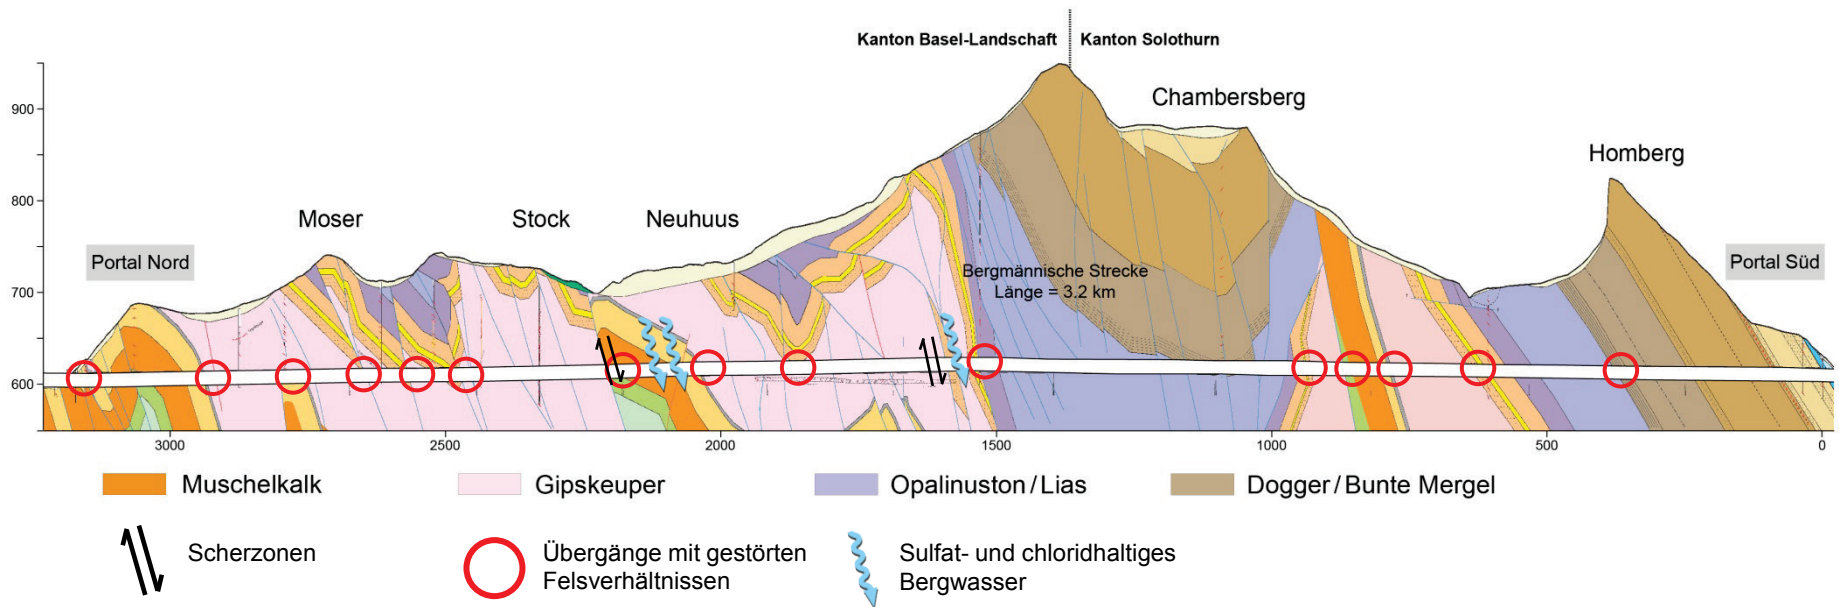 Kanton Basel-Landschaft Kanton Solothurn
900
Chambersberg
Homberg
800
Moser Stock Neuhuus
Portal Nord
Portal Süd
Bergmännische Strecke
Länge = 3.2 km
700
600
3000 2500 2000 1500 1000 500 0
Muschelkalk Gipskeuper Opalinuston / Lias Dogger / Bunte Mergel
Scherzonen
Übergänge mit gestörten
Felsverhältnissen
Sulfat- und chloridhaltiges
Bergwasser